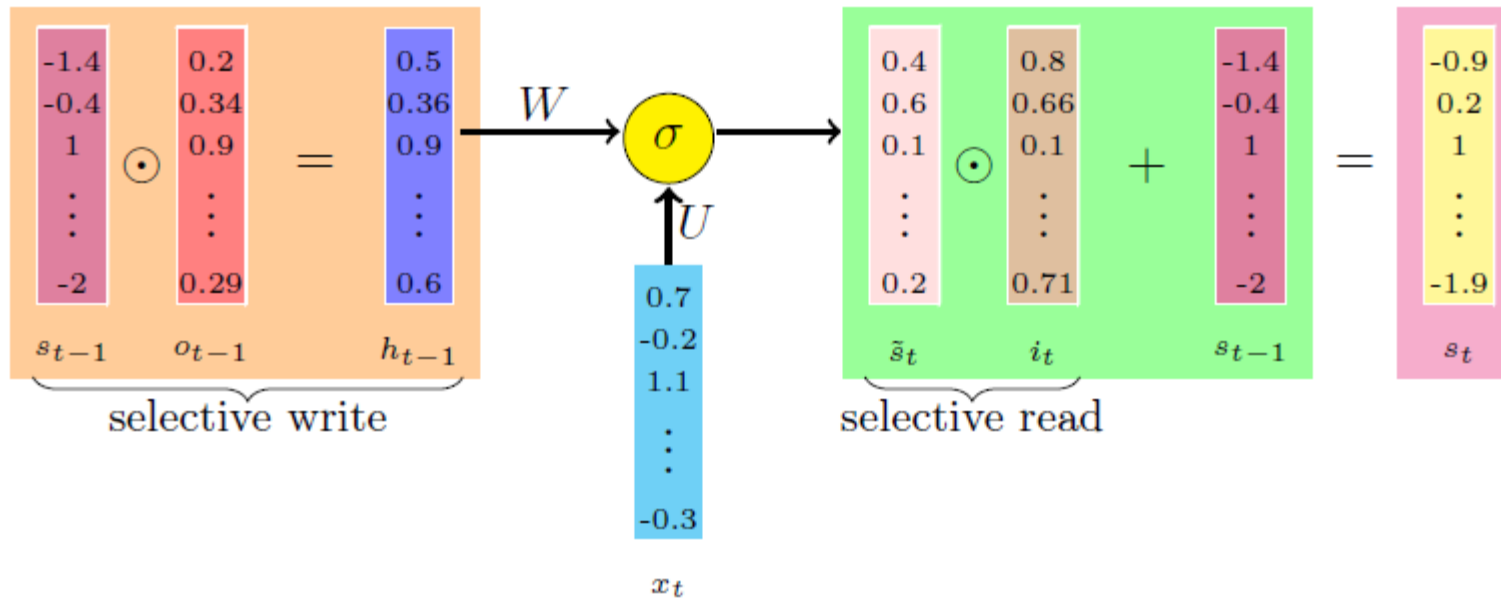 -1.4 0.2 0.5 0.4 0.8 -1.4 -0.9
-0.4 0.34 0.36 W 0.6 0.66 -0.4 0.2
1 ⊙ 0.9 = 0.9 σ 0.1 ⊙ 0.1 + 1 = 1
⋮ ⋮ ⋮ U ⋮ ⋮ ⋮ ⋮
-2 0.29 0.6 0.2 0.71 -2 -1.9
s_{t−1} o_{t−1} h_{t−1} s̃_t i_t s_{t−1} s_t
selective write selective read
0.7
-0.2
1.1
⋮
-0.3
x_t